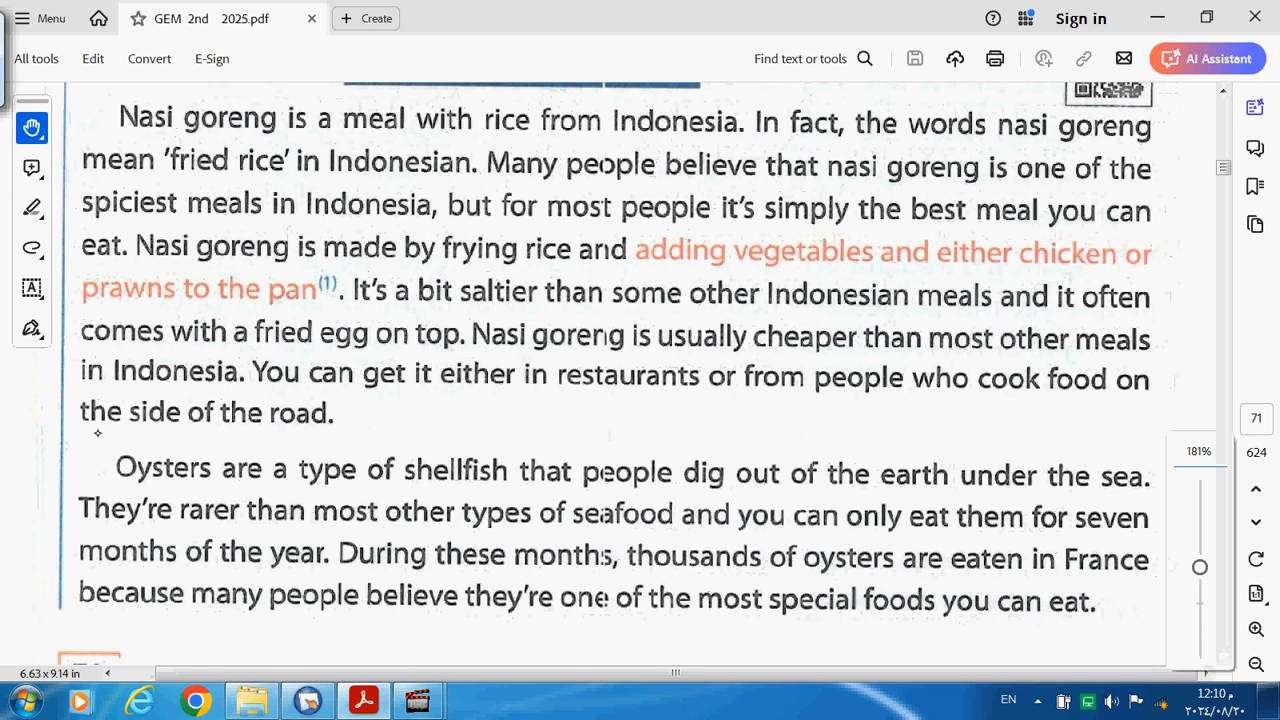 Menu
GEM 2nd 2025.pdf
Create
Sign in
All tools
Edit
Convert
E-Sign
Find text or tools
AI Assistant
Nasi goreng is a meal with rice from Indonesia. In fact, the words nasi goreng
mean 'fried rice' in Indonesian. Many people believe that nasi goreng is one of the
spiciest meals in Indonesia, but for most people it's simply the best meal you can
eat. Nasi goreng is made by frying rice and adding vegetables and either chicken or
prawns to the pan(1). It's a bit saltier than some other Indonesian meals and it often
comes with a fried egg on top. Nasi goreng is usually cheaper than most other meals
in Indonesia. You can get it either in restaurants or from people who cook food on
the side of the road.
Oysters are a type of shellfish that people dig out of the earth under the sea.
They're rarer than most other types of seafood and you can only eat them for seven
months of the year. During these months, thousands of oysters are eaten in France
because many people believe they're one of the most special foods you can eat.
71
624
181%
6.63 x 9.14 in
EN
12:10 م
٢٠٢٤/٠٨/٢٠